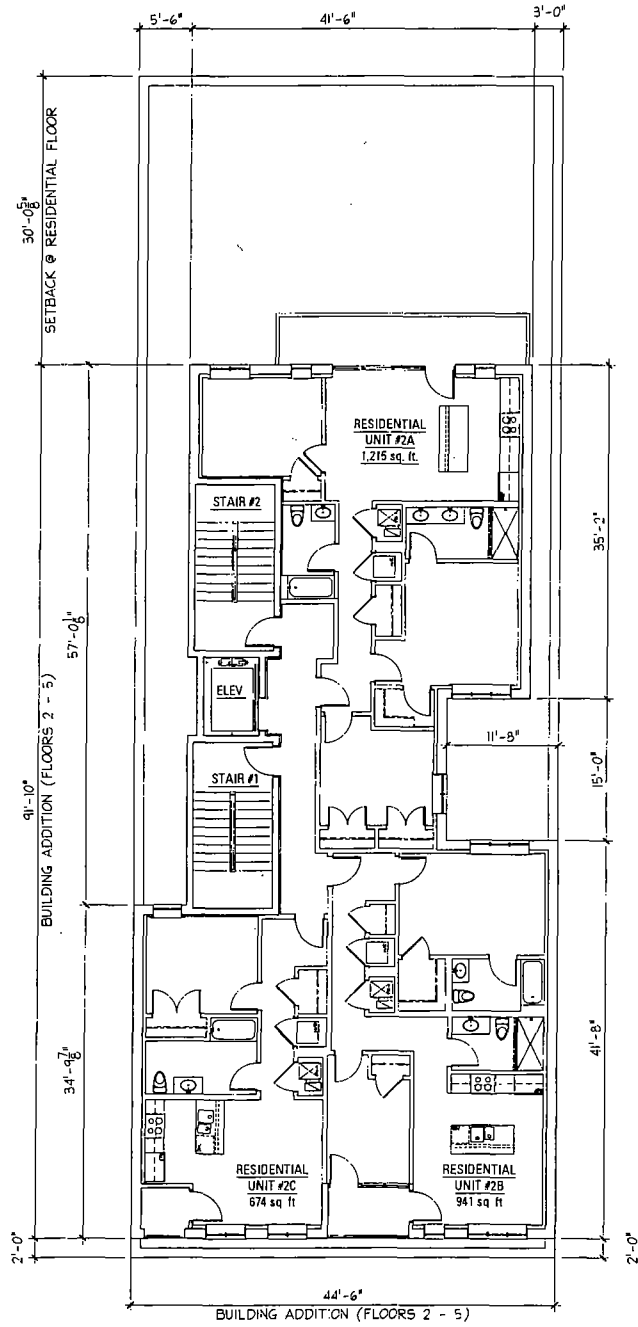 5'-6"
41'-6"
3'-0"
30'-0 5/8"
SETBACK @ RESIDENTIAL FLOOR
RESIDENTIAL
UNIT #2A
1,215 sq. ft.
STAIR #2
35'-2"
57'-0 1/8"
ELEV
11'-8"
15'-0"
91'-10"
BUILDING ADDITION (FLOORS 2 - 5)
STAIR #1
34'-9 7/8"
41'-8"
RESIDENTIAL
UNIT #2C
674 sq ft
RESIDENTIAL
UNIT #2B
941 sq ft
2'-0"
2'-0"
44'-6"
BUILDING ADDITION (FLOORS 2 - 5)